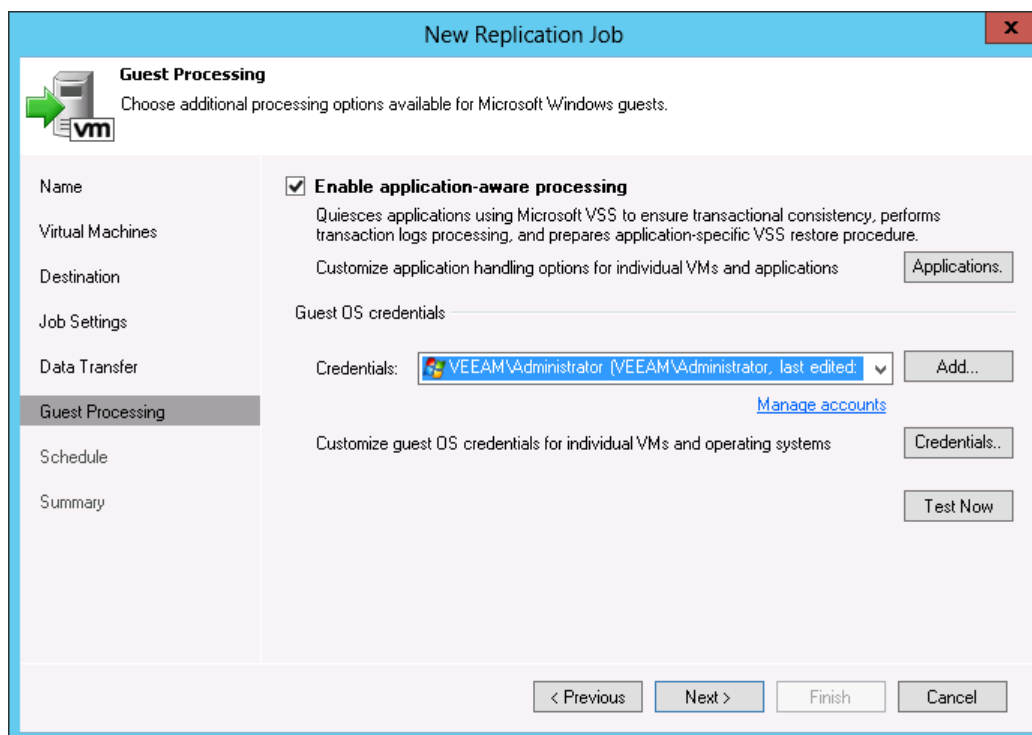 New Replication Job
x
Guest Processing
Choose additional processing options available for Microsoft Windows guests.
vm
Name
Virtual Machines
Destination
Job Settings
Data Transfer
Guest Processing
Schedule
Summary
Enable application-aware processing
Quiesces applications using Microsoft VSS to ensure transactional consistency, performs
transaction logs processing, and prepares application-specific VSS restore procedure.
Customize application handling options for individual VMs and applications
Applications.
Guest OS credentials
Credentials:
VEEAM\Administrator (VEEAM\Administrator, last edited:
Add...
Manage accounts
Customize guest OS credentials for individual VMs and operating systems
Credentials..
Test Now
< Previous
Next >
Finish
Cancel